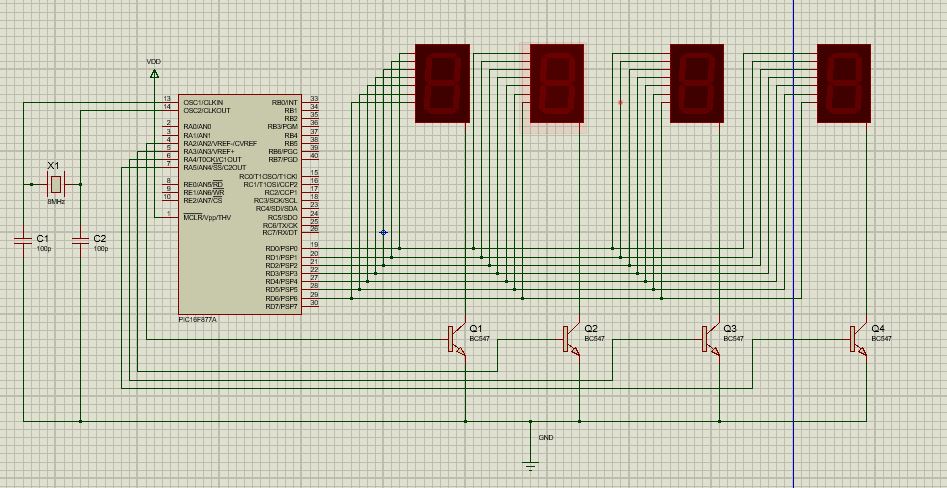 VDD
13 OSC1/CLKIN RB0/INT 33
14 OSC2/CLKOUT RB1 34
RB2 35
2 RA0/AN0 RB3/PGM 36
3 RA1/AN1 RB4 37
4 RA2/AN2/VREF-/CVREF RB5 38
5 RA3/AN3/VREF+ RB6/PGC 39
6 RA4/T0CKI/C1OUT RB7/PGD 40
7 RA5/AN4/SS/C2OUT
RC0/T1OSO/T1CKI 15
8 RE0/AN5/RD RC1/T1OSI/CCP2 16
9 RE1/AN6/WR RC2/CCP1 17
10 RE2/AN7/CS RC3/SCK/SCL 18
RC4/SDI/SDA 23
1 MCLR/Vpp/THV RC5/SDO 24
RC6/TX/CK 25
RC7/RX/DT 26
RD0/PSP0 19
RD1/PSP1 20
RD2/PSP2 21
RD3/PSP3 22
RD4/PSP4 27
RD5/PSP5 28
RD6/PSP6 29
RD7/PSP7 30
PIC16F877A
X1
8MHz
C1
100p
C2
100p
Q1
BC547
Q2
BC547
Q3
BC547
Q4
BC547
GND